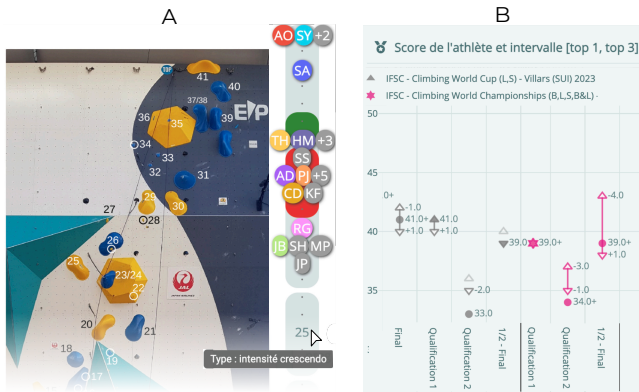 A
B
AO SY +2
SA
TH HM +3
SS
AD PJ +5
CD KF
RG
JB SH MP
JP
25
Type : intensité crescendo
TOP
41
40
37/38
39
36
35
34
33
32
31
30
29
28
27
26
25
23/24
22
21
20
19
18
17
JAL
Score de l'athlète et intervalle [top 1, top 3]
IFSC - Climbing World Cup (L,S) - Villars (SUI) 2023
IFSC - Climbing World Championships (B,L,S,B&L) -
50
45
40
35
0+
-1.0
41.0+
+1.0
41.0
+1.0
-2.0
33.0
39.0
39.0+
-3.0
-1.0
34.0+
-4.0
39.0+
+1.0
Final
Qualification 1
Qualification 2
1/2 - Final
Qualification 1
Qualification 2
1/2 - Final